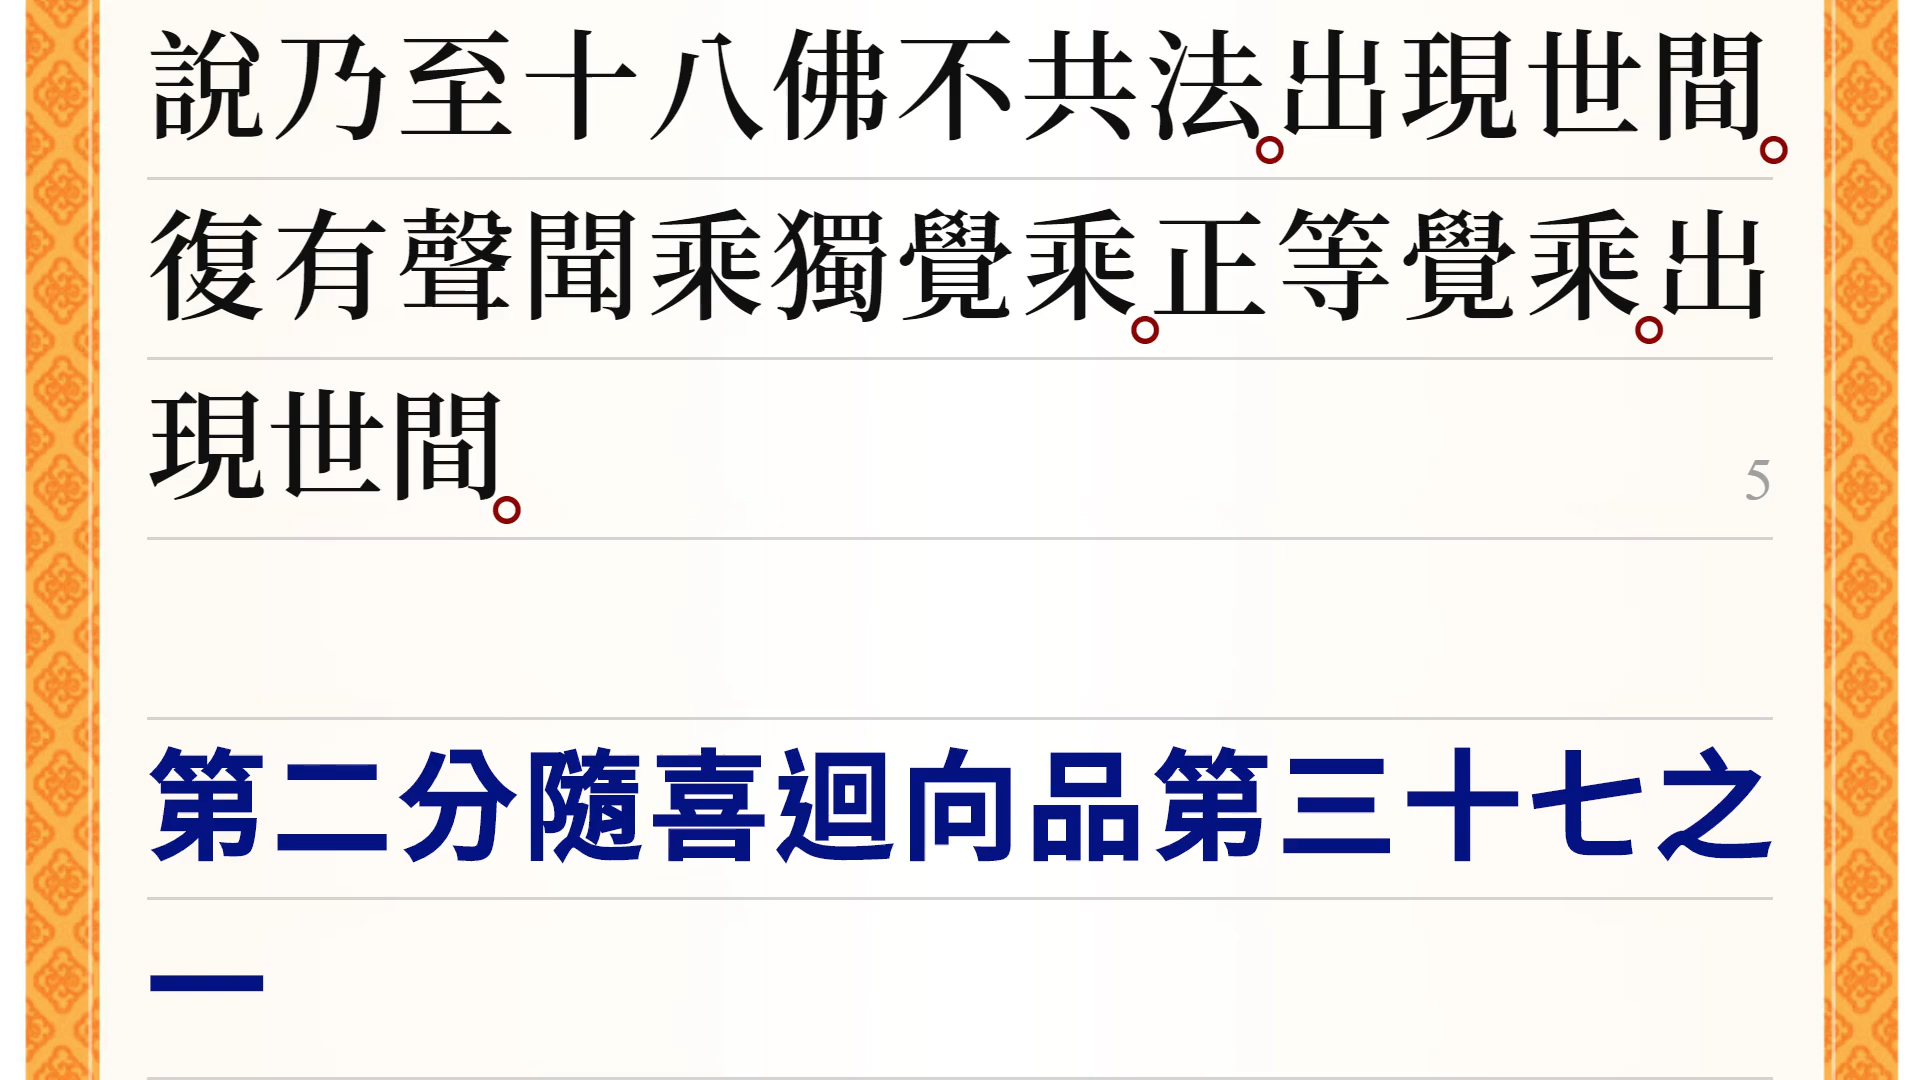 說乃至十八佛不共法。出現世間。
復有聲聞乘獨覺乘。正等覺乘。出
現世間。
5
第二分隨喜迴向品第三十七之
一